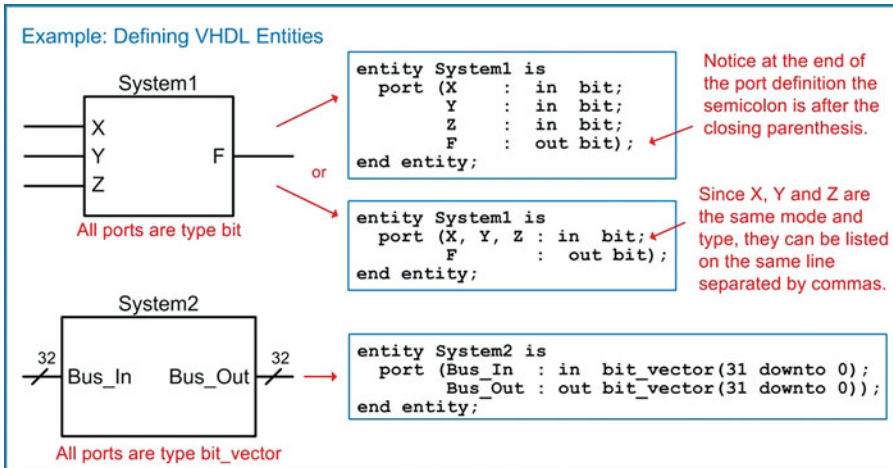 Example: Defining VHDL Entities
System1
X
Y
Z
F
All ports are type bit
or
entity System1 is
port (X : in bit;
Y : in bit;
Z : in bit;
F : out bit);
end entity;
Notice at the end of
the port definition the
semicolon is after the
closing parenthesis.
entity System1 is
port (X, Y, Z : in bit;
F : out bit);
end entity;
Since X, Y and Z are
the same mode and
type, they can be listed
on the same line
separated by commas.
System2
32
Bus_In
Bus_Out
32
All ports are type bit_vector
entity System2 is
port (Bus_In : in bit_vector(31 downto 0);
Bus_Out : out bit_vector(31 downto 0));
end entity;